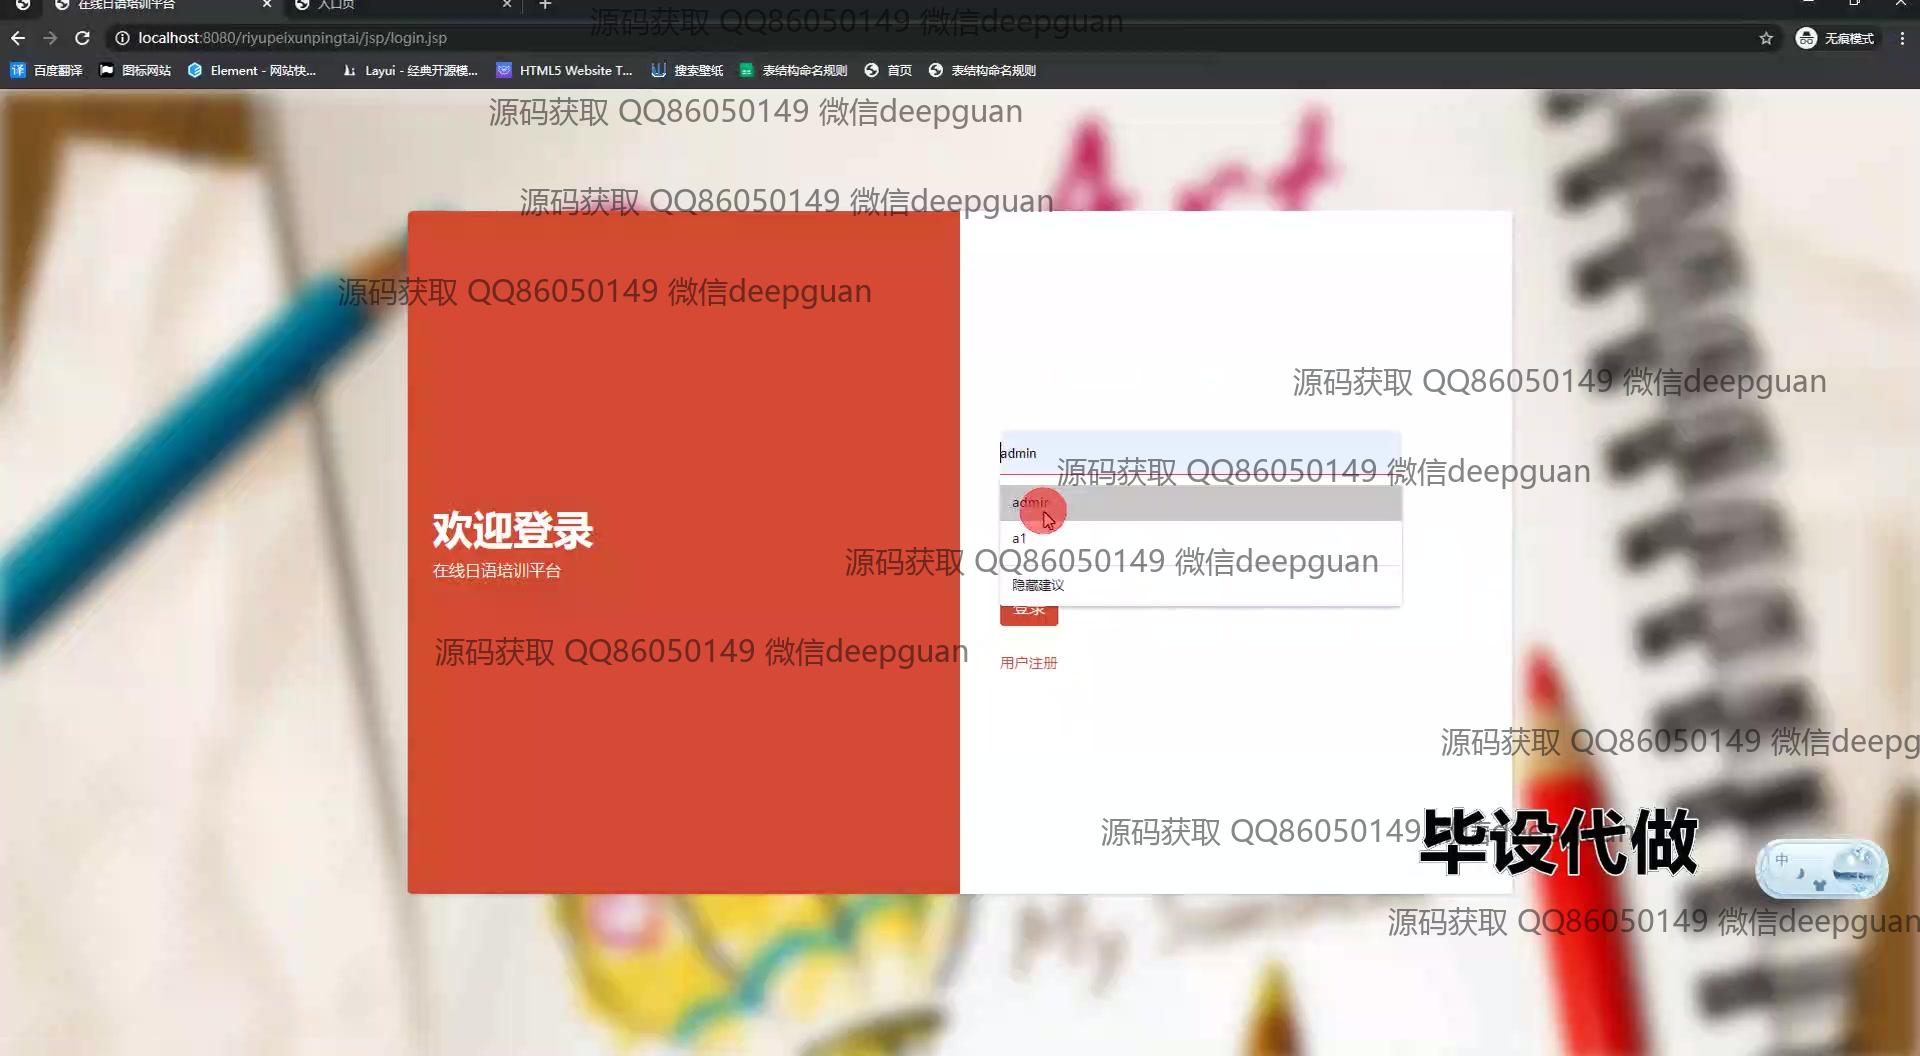 在线日语培训平台
入口页
源码获取 QQ86050149 微信deepguan
localhost:8080/riyupeixunpingtai/jsp/login.jsp
无痕模式
百度翻译 图标网站 Element - 网站快... Layui - 经典开源模... HTML5 Website T... 搜索壁纸 表结构命名规则 首页 表结构命名规则
源码获取 QQ86050149 微信deepguan
源码获取 QQ86050149 微信deepguan
源码获取 QQ86050149 微信deepguan
源码获取 QQ86050149 微信deepguan
admin
源码获取 QQ86050149 微信deepguan
admin
欢迎登录
a1
源码获取 QQ86050149 微信deepguan
在线日语培训平台
隐藏建议
登录
源码获取 QQ86050149 微信deepguan
用户注册
源码获取 QQ86050149 微信deepg
源码获取 QQ86050149
毕设代做
中
源码获取 QQ86050149 微信deepguan